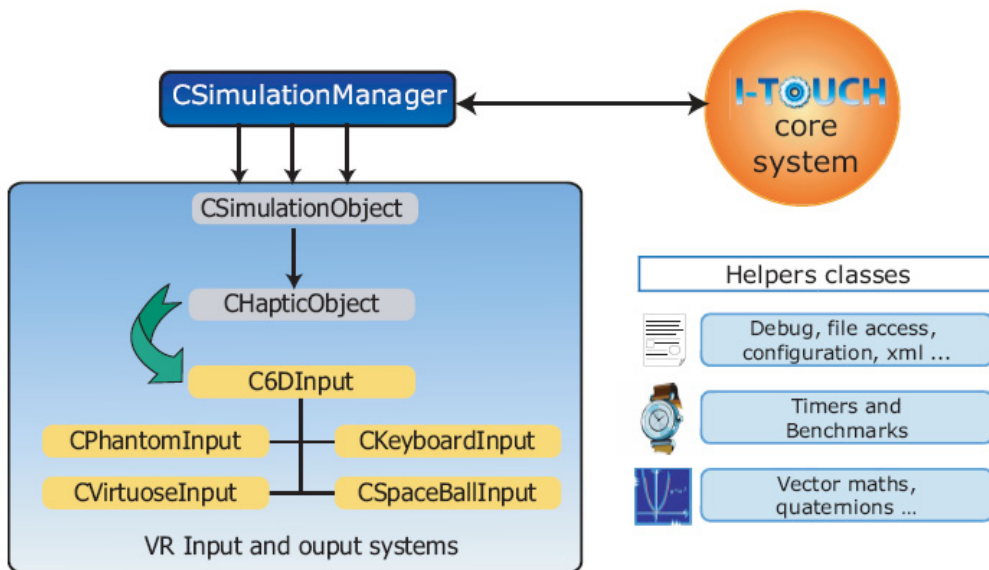 CSimulationManager
I-TOUCH
core
system
CSimulationObject
CHapticObject
C6DInput
CPhantomInput
CKeyboardInput
CVirtuoseInput
CSpaceBallInput
VR Input and ouput systems
Helpers classes
Debug, file access,
configuration, xml ...
Timers and
Benchmarks
Vector maths,
quaternions ...